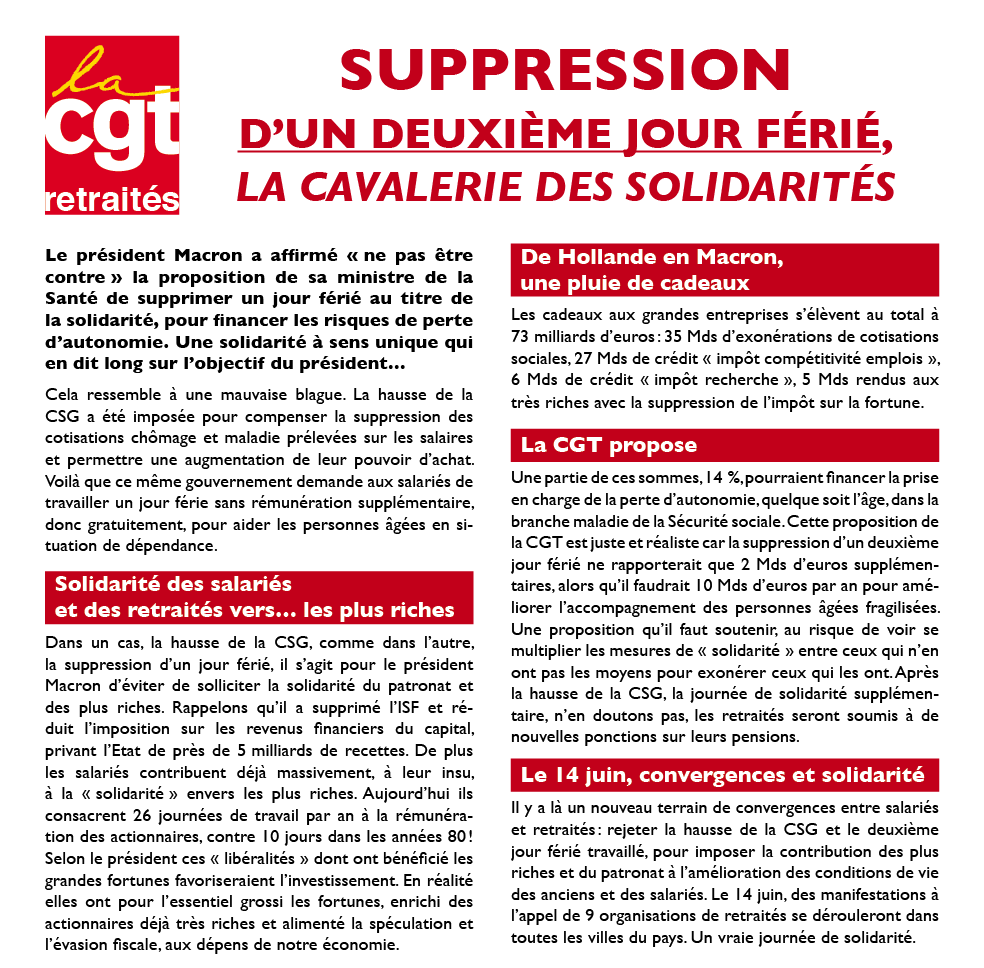 la
cgt
retraités
SUPPRESSION
D’UN DEUXIÈME JOUR FÉRIÉ,
LA CAVALERIE DES SOLIDARITÉS
Le président Macron a affirmé « ne pas être
contre » la proposition de sa ministre de la
Santé de supprimer un jour férié au titre de
la solidarité, pour financer les risques de perte
d’autonomie. Une solidarité à sens unique qui
en dit long sur l’objectif du président…
Cela ressemble à une mauvaise blague. La hausse de la
CSG a été imposée pour compenser la suppression des
cotisations chômage et maladie prélevées sur les salaires
et permettre une augmentation de leur pouvoir d’achat.
Voilà que ce même gouvernement demande aux salariés de
travailler un jour férie sans rémunération supplémentaire,
donc gratuitement, pour aider les personnes âgées en si-
tuation de dépendance.
Solidarité des salariés
et des retraités vers… les plus riches
Dans un cas, la hausse de la CSG, comme dans l’autre,
la suppression d’un jour férié, il s’agit pour le président
Macron d’éviter de solliciter la solidarité du patronat et
des plus riches. Rappelons qu’il a supprimé l’ISF et ré-
duit l’imposition sur les revenus financiers du capital,
privant l’Etat de près de 5 milliards de recettes. De plus
les salariés contribuent déjà massivement, à leur insu,
à la « solidarité » envers les plus riches. Aujourd’hui ils
consacrent 26 journées de travail par an à la rémunéra-
tion des actionnaires, contre 10 jours dans les années 80 !
Selon le président ces « libéralités » dont ont bénéficié les
grandes fortunes favoriseraient l’investissement. En réalité
elles ont pour l’essentiel grossi les fortunes, enrichi des
actionnaires déjà très riches et alimenté la spéculation et
l’évasion fiscale, aux dépens de notre économie.
De Hollande en Macron,
une pluie de cadeaux
Les cadeaux aux grandes entreprises s’élèvent au total à
73 milliards d’euros : 35 Mds d’exonérations de cotisations
sociales, 27 Mds de crédit « impôt compétitivité emplois »,
6 Mds de crédit « impôt recherche », 5 Mds rendus aux
très riches avec la suppression de l’impôt sur la fortune.
La CGT propose
Une partie de ces sommes, 14 %, pourraient financer la prise
en charge de la perte d’autonomie, quelque soit l’âge, dans la
branche maladie de la Sécurité sociale. Cette proposition de
la CGT est juste et réaliste car la suppression d’un deuxième
jour férié ne rapporterait que 2 Mds d’euros supplémen-
taires, alors qu’il faudrait 10 Mds d’euros par an pour amé-
liorer l’accompagnement des personnes âgées fragilisées.
Une proposition qu’il faut soutenir, au risque de voir se
multiplier les mesures de « solidarité » entre ceux qui n’en
ont pas les moyens pour exonérer ceux qui les ont. Après
la hausse de la CSG, la journée de solidarité supplémen-
taire, n’en doutons pas, les retraités seront soumis à de
nouvelles ponctions sur leurs pensions.
Le 14 juin, convergences et solidarité
Il y a là un nouveau terrain de convergences entre salariés
et retraités : rejeter la hausse de la CSG et le deuxième
jour férié travaillé, pour imposer la contribution des plus
riches et du patronat à l’amélioration des conditions de vie
des anciens et des salariés. Le 14 juin, des manifestations à
l’appel de 9 organisations de retraités se dérouleront dans
toutes les villes du pays. Un vraie journée de solidarité.